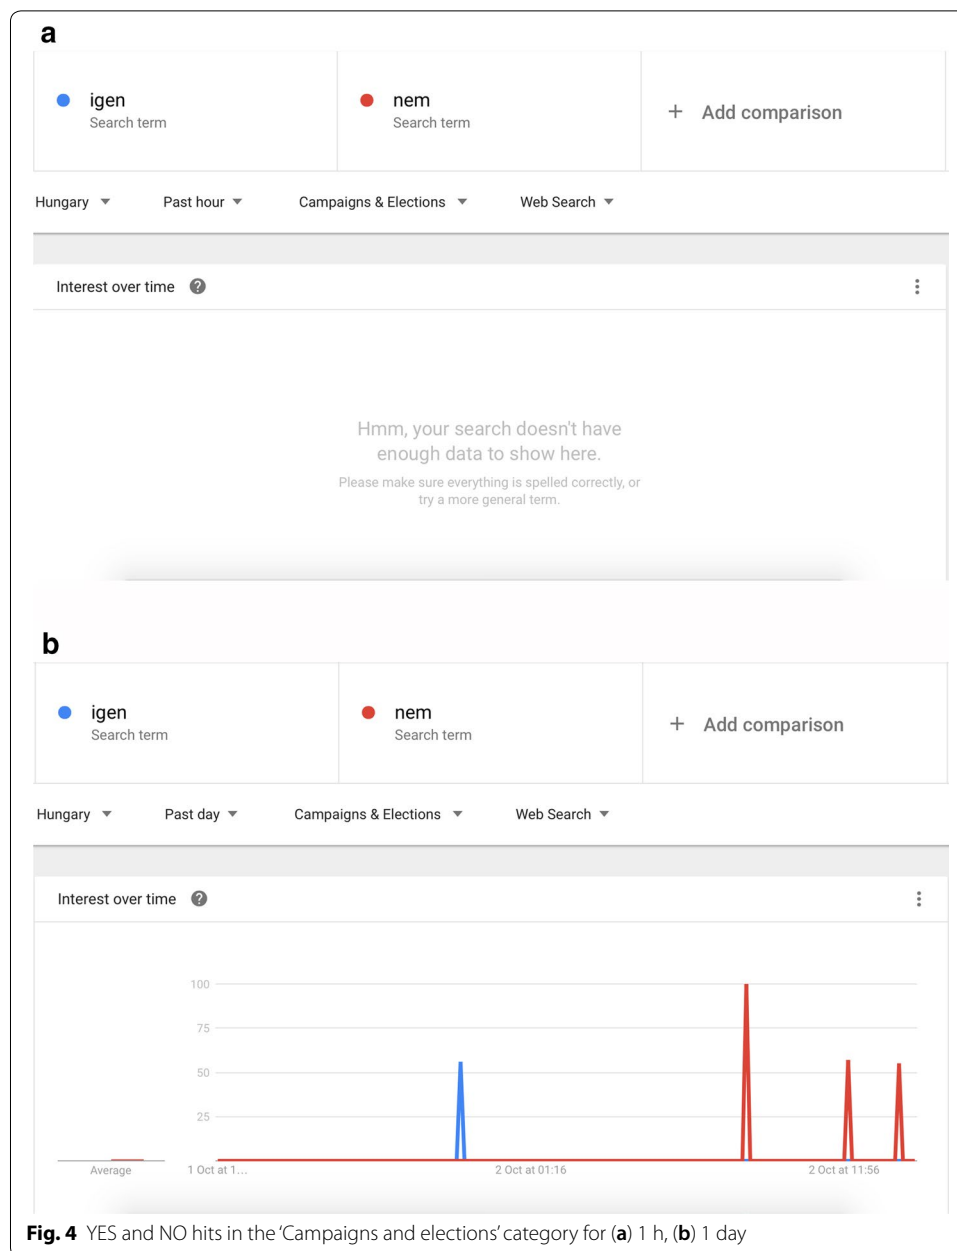 a
igen
Search term
nem
Search term
+ Add comparison
Hungary
Past hour
Campaigns & Elections
Web Search
Interest over time ?
Hmm, your search doesn't have
enough data to show here.
Please make sure everything is spelled correctly, or
try a more general term.
b
igen
Search term
nem
Search term
+ Add comparison
Hungary
Past day
Campaigns & Elections
Web Search
Interest over time ?
100
75
50
25
Average
1 Oct at 1...
2 Oct at 01:16
2 Oct at 11:56
Fig. 4 YES and NO hits in the ‘Campaigns and elections’ category for (a) 1 h, (b) 1 day